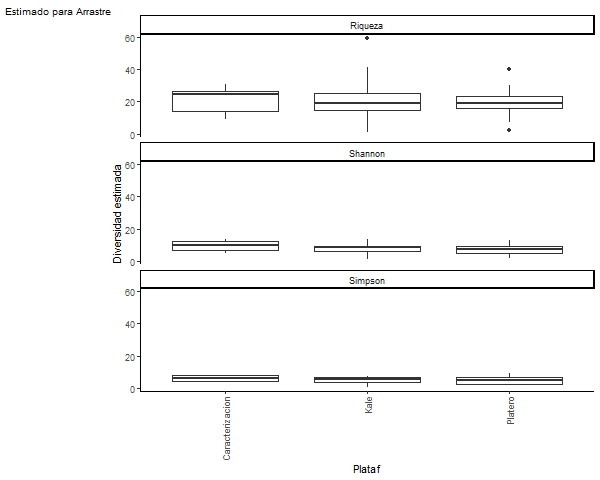 Estimado para Arrastre
Riqueza
60
40
20
0
Shannon
60
40
20
0
Simpson
60
40
20
0
Diversidad estimada
Caracterizacion
Kale
Platero
Plataf